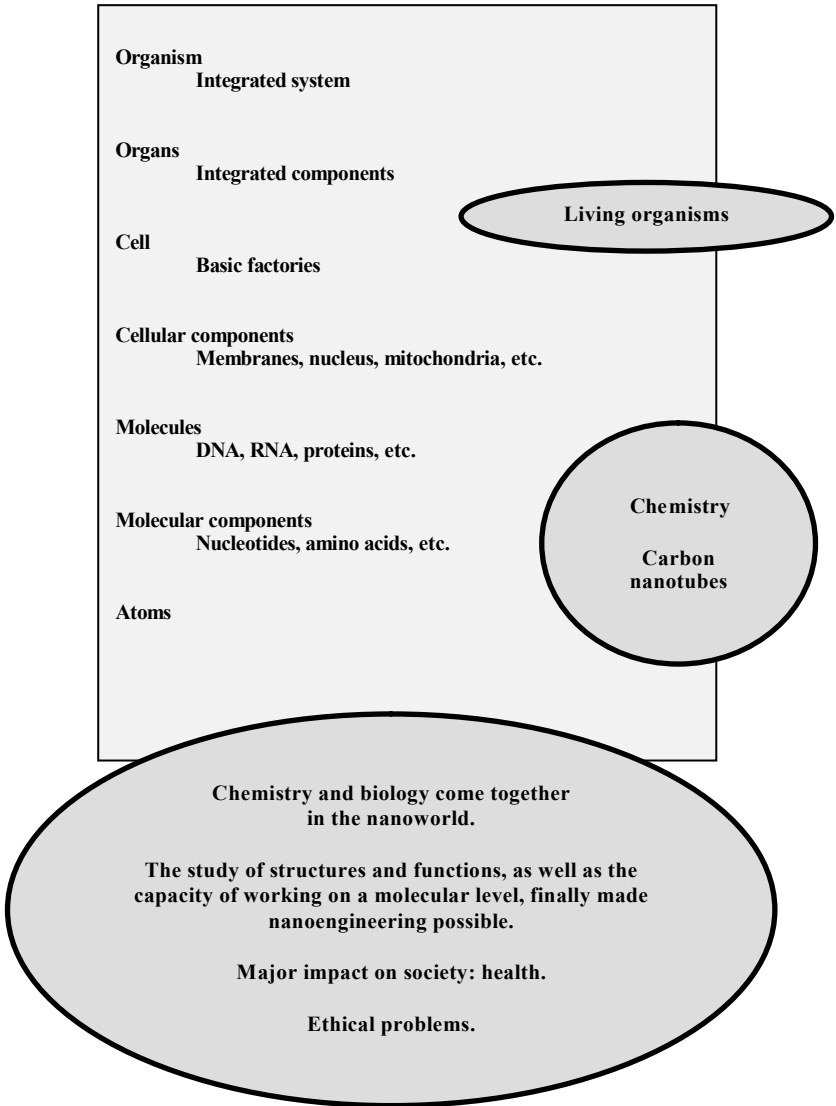 Organism
Integrated system
Organs
Integrated components
Living organisms
Cell
Basic factories
Cellular components
Membranes, nucleus, mitochondria, etc.
Molecules
DNA, RNA, proteins, etc.
Molecular components
Nucleotides, amino acids, etc.
Chemistry
Carbon
nanotubes
Atoms
Chemistry and biology come together
in the nanoworld.
The study of structures and functions, as well as the
capacity of working on a molecular level, finally made
nanoengineering possible.
Major impact on society: health.
Ethical problems.